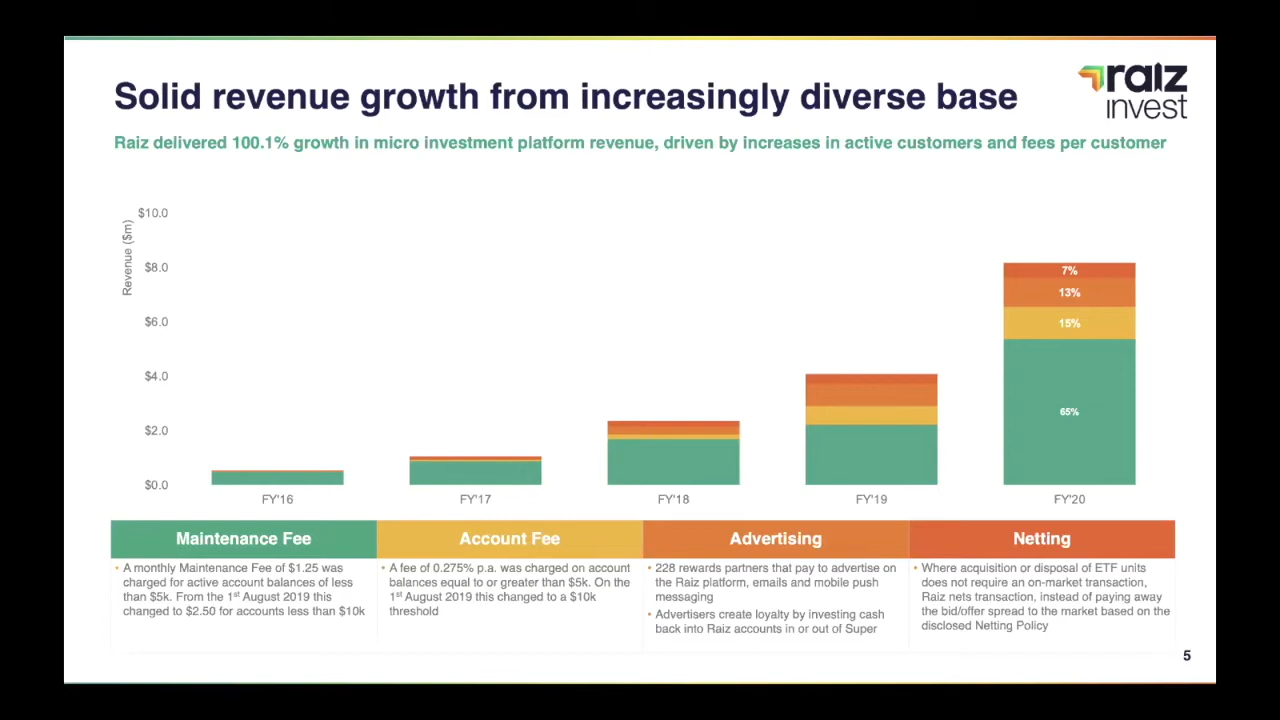 Solid revenue growth from increasingly diverse base
raiz
invest
Raiz delivered 100.1% growth in micro investment platform revenue, driven by increases in active customers and fees per customer
Revenue ($m)
$10.0
$8.0
$6.0
$4.0
$2.0
$0.0
7%
13%
15%
65%
FY'16
FY'17
FY'18
FY'19
FY'20
Maintenance Fee
• A monthly Maintenance Fee of $1.25 was
charged for active account balances of less
than $5k. From the 1st August 2019 this
changed to $2.50 for accounts less than $10k
Account Fee
• A fee of 0.275% p.a. was charged on account
balances equal to or greater than $5k. On the
1st August 2019 this changed to a $10k
threshold
Advertising
• 228 rewards partners that pay to advertise on
the Raiz platform, emails and mobile push
messaging
• Advertisers create loyalty by investing cash
back into Raiz accounts in or out of Super
Netting
• Where acquisition or disposal of ETF units
does not require an on-market transaction,
Raiz nets transaction, instead of paying away
the bid/offer spread to the market based on the
disclosed Netting Policy
5